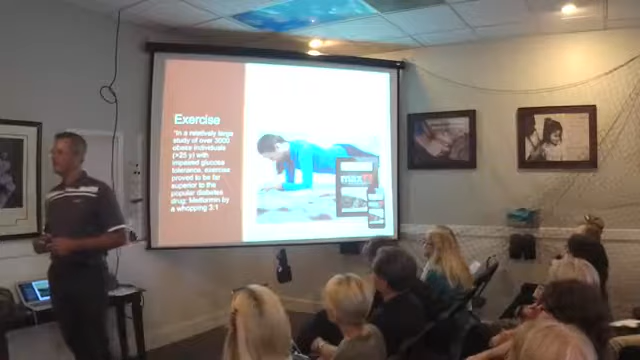 Exercise
"In a relatively large
study of over 3000
obese individuals
(>25 y) with
impaired glucose
tolerance, exercise
proved to be far
superior to the
popular diabetes
drug: Metformin by
a whopping 2:1